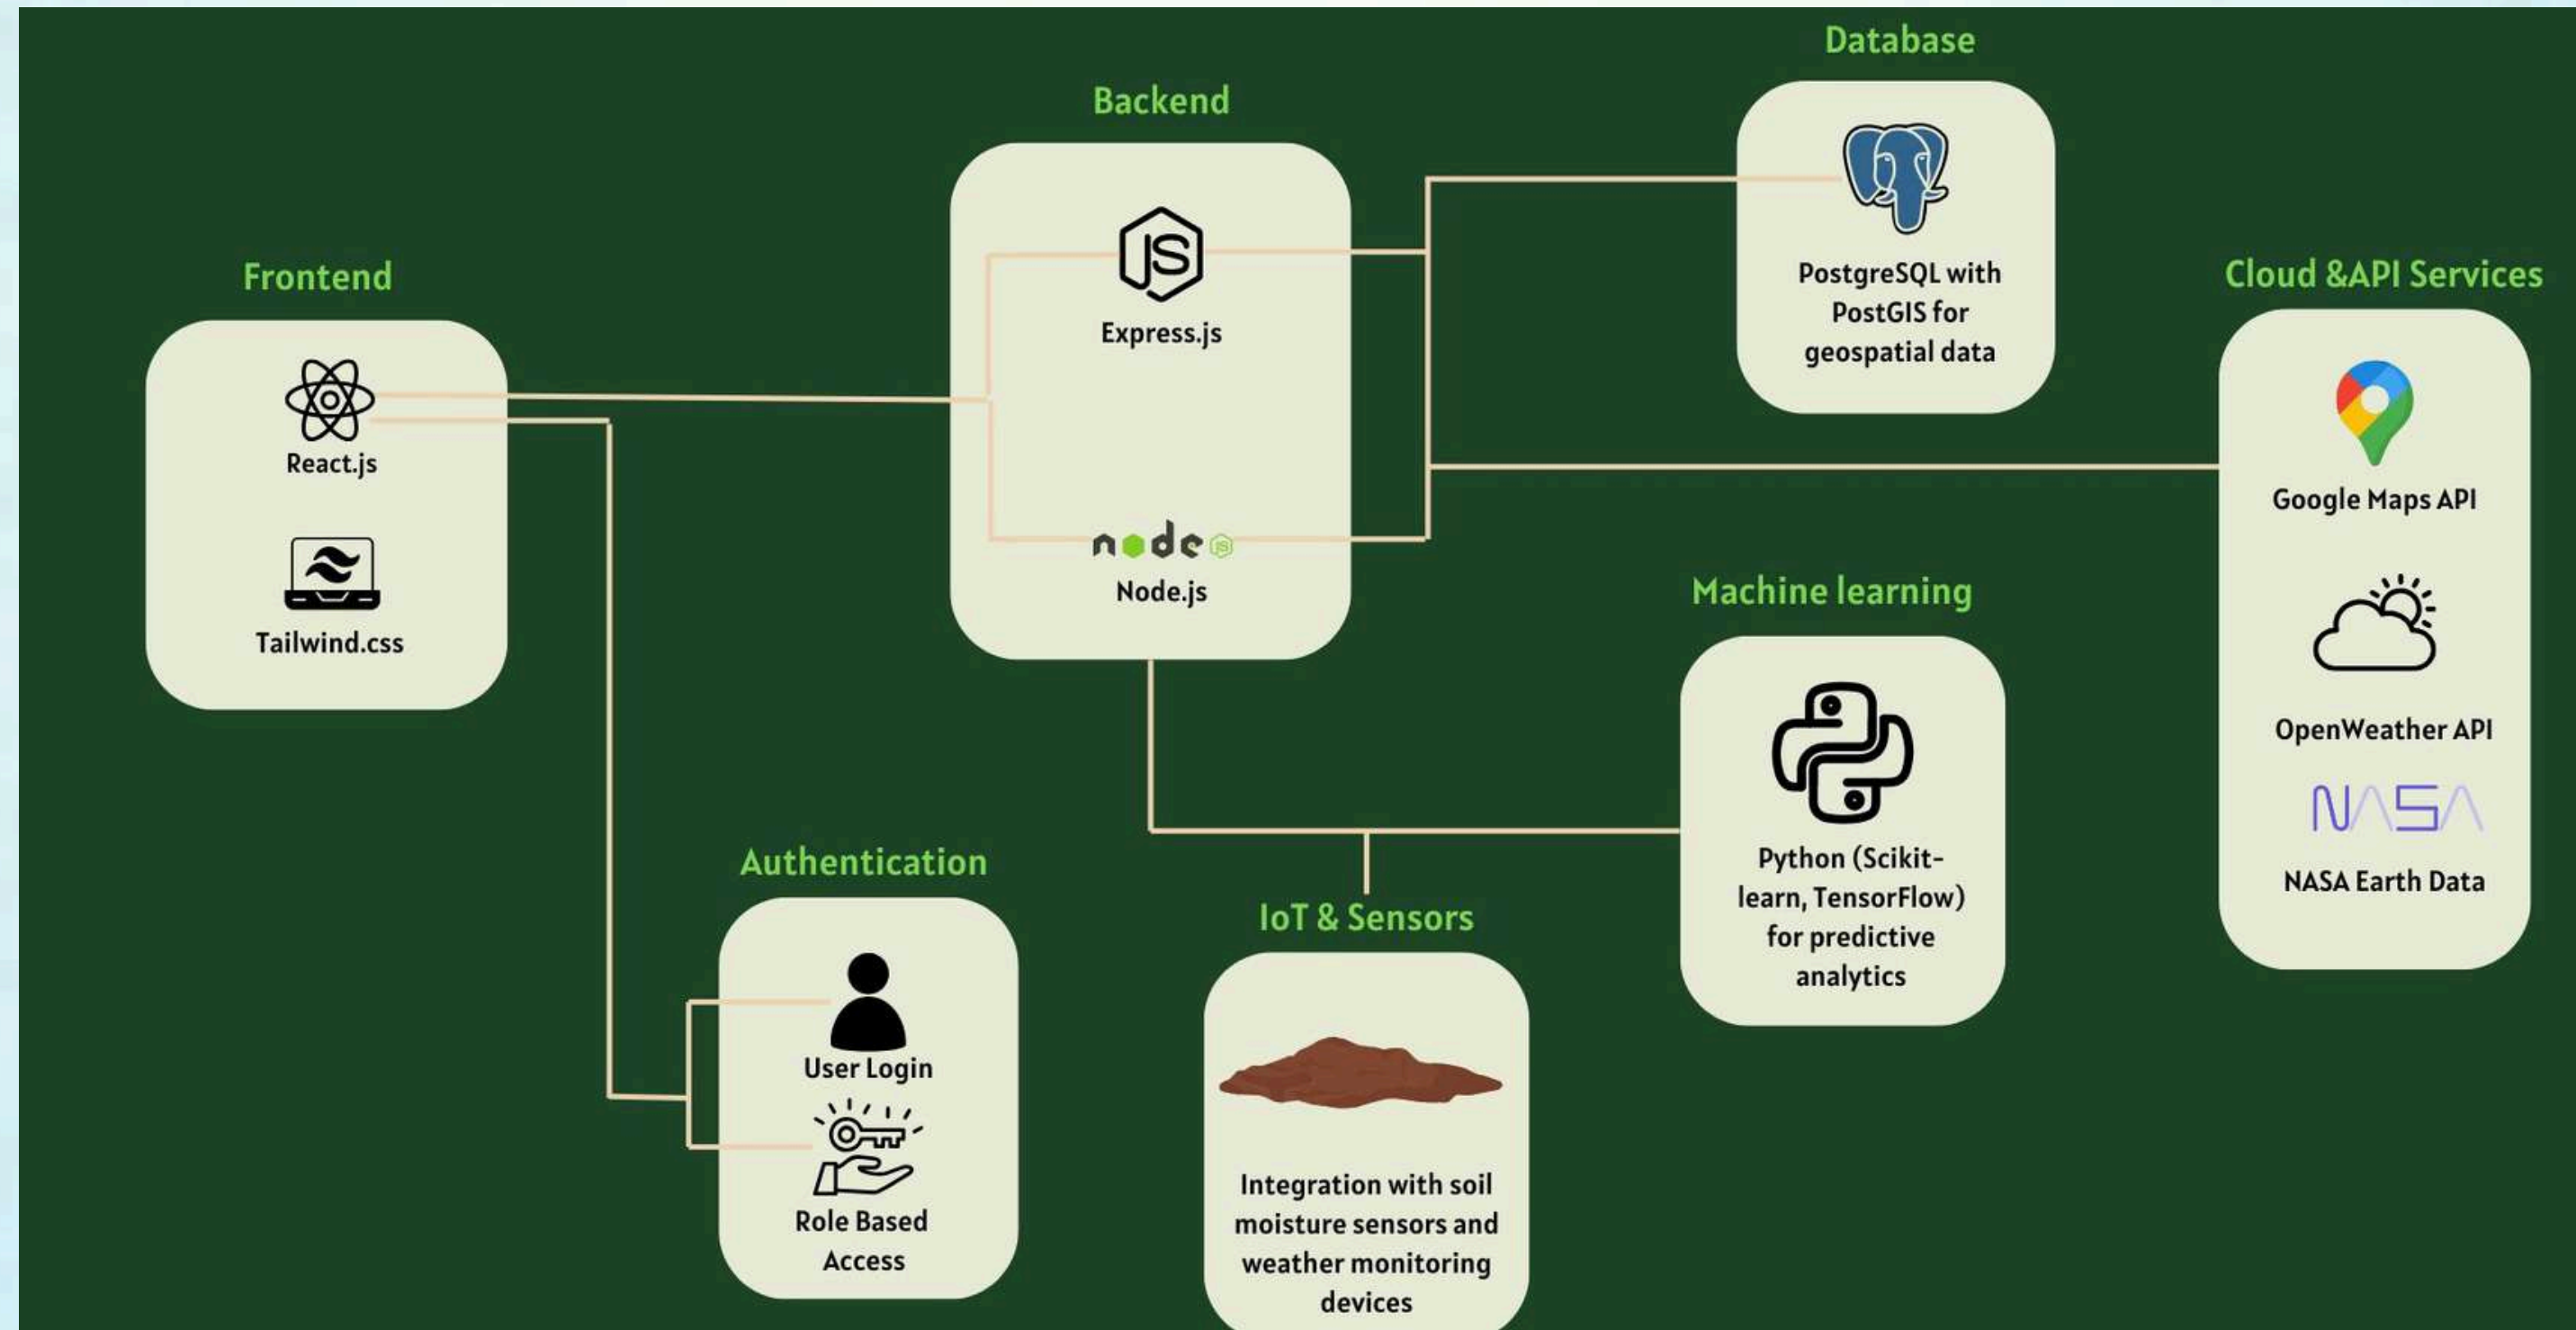 Frontend
React.js
Tailwind.css
Backend
JS
Express.js
node JS
Node.js
Database
PostgreSQL with
PostGIS for
geospatial data
Cloud &API Services
Google Maps API
OpenWeather API
NASA
NASA Earth Data
Machine learning
Python (Scikit-
learn, TensorFlow)
for predictive
analytics
Authentication
User Login
Role Based
Access
IoT & Sensors
Integration with soil
moisture sensors and
weather monitoring
devices